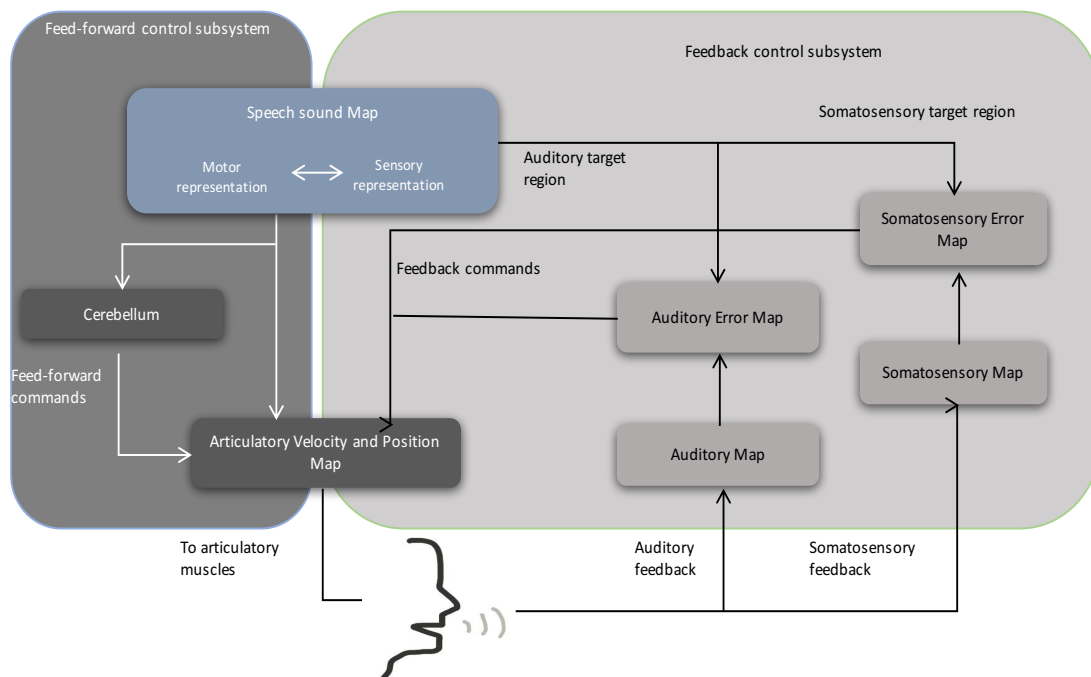 Feed-forward control subsystem
Feedback control subsystem
Speech sound Map
Motor
representation
Sensory
representation
Auditory target
region
Somatosensory target region
Somatosensory Error
Map
Feedback commands
Cerebellum
Auditory Error Map
Feed-forward
commands
Somatosensory Map
Articulatory Velocity and Position
Map
Auditory Map
To articulatory
muscles
Auditory
feedback
Somatosensory
feedback